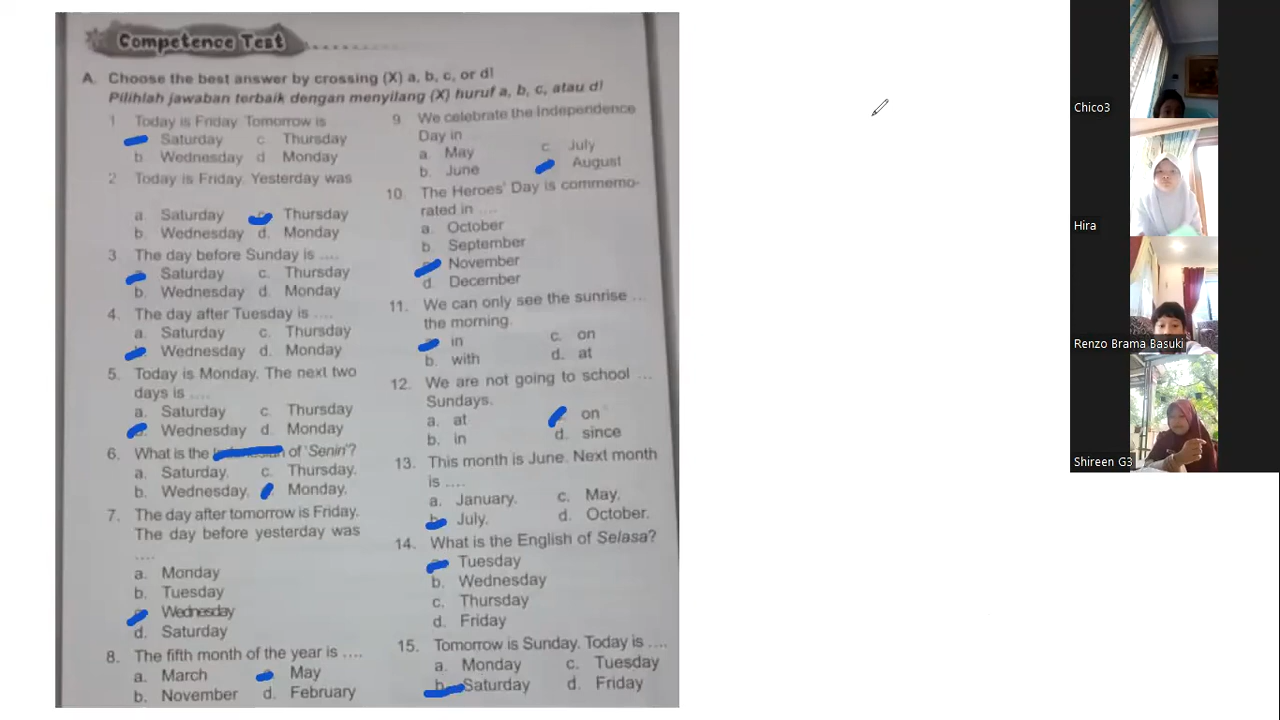 Competence Test
A. Choose the best answer by crossing (X) a, b, c, or d!
Pilihlah jawaban terbaik dengan menyilang (X) huruf a, b, c, atau d!
1 Today is Friday Tomorrow is
Saturday c. Thursday
b. Wednesday d Monday
2 Today is Friday. Yesterday was
a. Saturday Thursday
b. Wednesday d. Monday
3 The day before Sunday is ....
Saturday c. Thursday
b. Wednesday d. Monday
4. The day after Tuesday is ....
a. Saturday c. Thursday
Wednesday d. Monday
5. Today is Monday. The next two
days is ....
a. Saturday c. Thursday
Wednesday d. Monday
6. What is the of 'Senin'?
a. Saturday. c. Thursday.
b. Wednesday. Monday.
7. The day after tomorrow is Friday.
The day before yesterday was
....
a. Monday
b. Tuesday
Wednesday
d. Saturday
8. The fifth month of the year is ....
a. March May
b. November d. February
9 We celebrate the Independence
Day in
a. May c. July
b. June August
10. The Heroes' Day is commemo-
rated in ....
a. October
b September
November
d. December
11. We can only see the sunrise ...
the morning.
in c. on
b. with d. at
12. We are not going to school ...
Sundays.
a. at on
b. in d. since
13. This month is June. Next month
is ....
a. January. c. May.
July. d. October.
14. What is the English of Selasa?
Tuesday
b. Wednesday
c. Thursday
d. Friday
15. Tomorrow is Sunday. Today is ....
a. Monday c. Tuesday
b. Saturday d. Friday
Chico3
Hira
Renzo Brama Basuki
Shireen G3